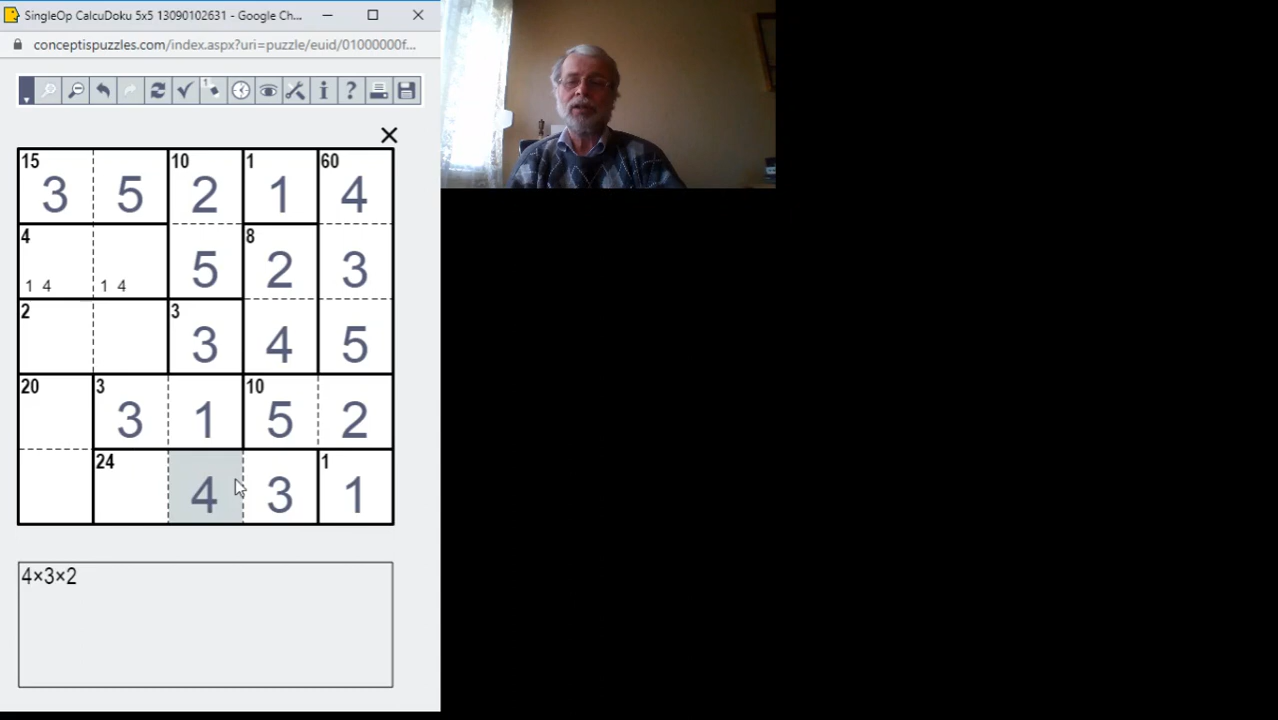 SingleOp CalcuDoku 5x5 13090102631 - Google Ch...
conceptispuzzles.com/index.aspx?uri=puzzle/euid/01000000f...
15 10 1 60
3 5 2 1 4
4 8
1 4 1 4 5 2 3
2 3
3 4 5
20 3 10
3 1 5 2
24 1
4 3 1
4×3×2